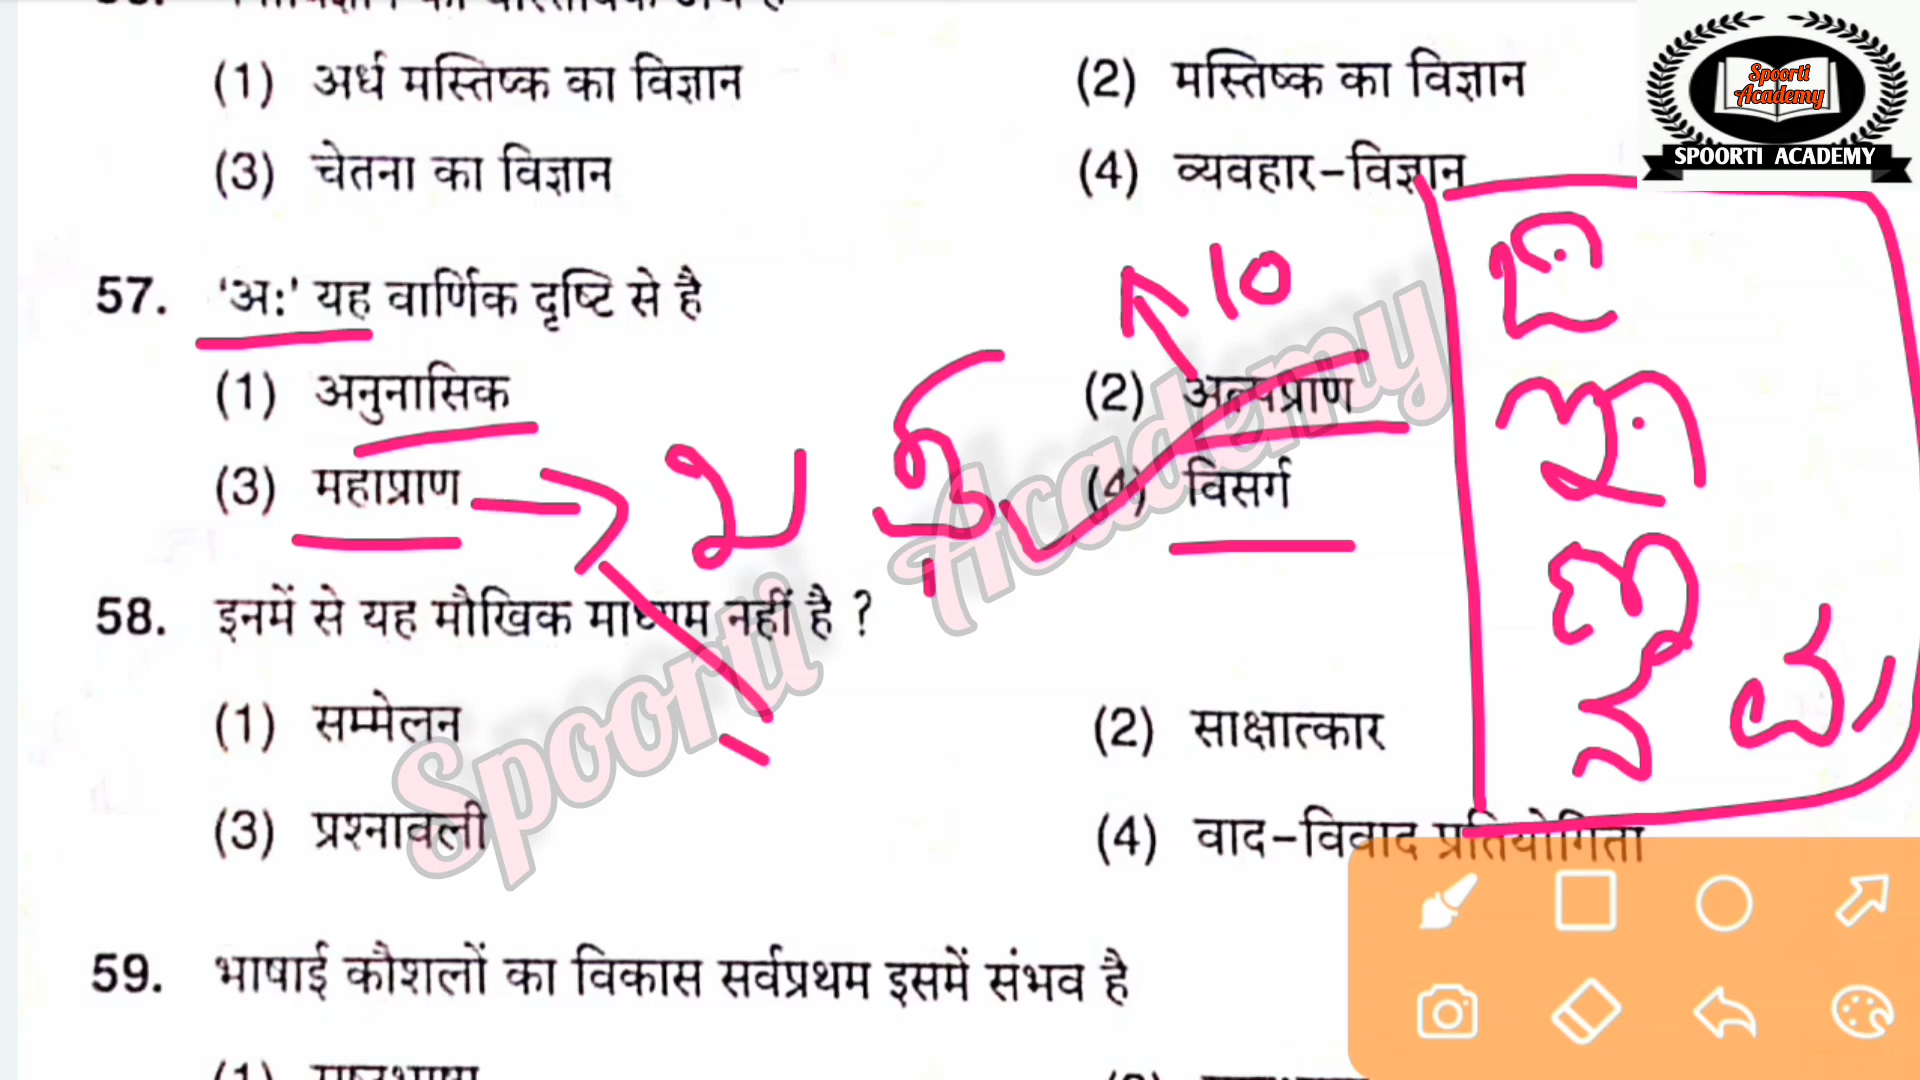 (1) अर्ध मस्तिष्क का विज्ञान
(2) मस्तिष्क का विज्ञान
(3) चेतना का विज्ञान
(4) व्यवहार-विज्ञान
Spoorti
Academy
SPOORTI ACADEMY
57. 'अः' यह वार्णिक दृष्टि से है
10
(1) अनुनासिक
(2) अल्पप्राण
(3) महाप्राण
(4) विसर्ग
58. इनमें से यह मौखिक माध्यम नहीं है ?
(1) सम्मेलन
(2) साक्षात्कार
(3) प्रश्नावली
(4) वाद-विवाद प्रतियोगिता
Spoorti Academy
59. भाषाई कौशलों का विकास सर्वप्रथम इसमें संभव है